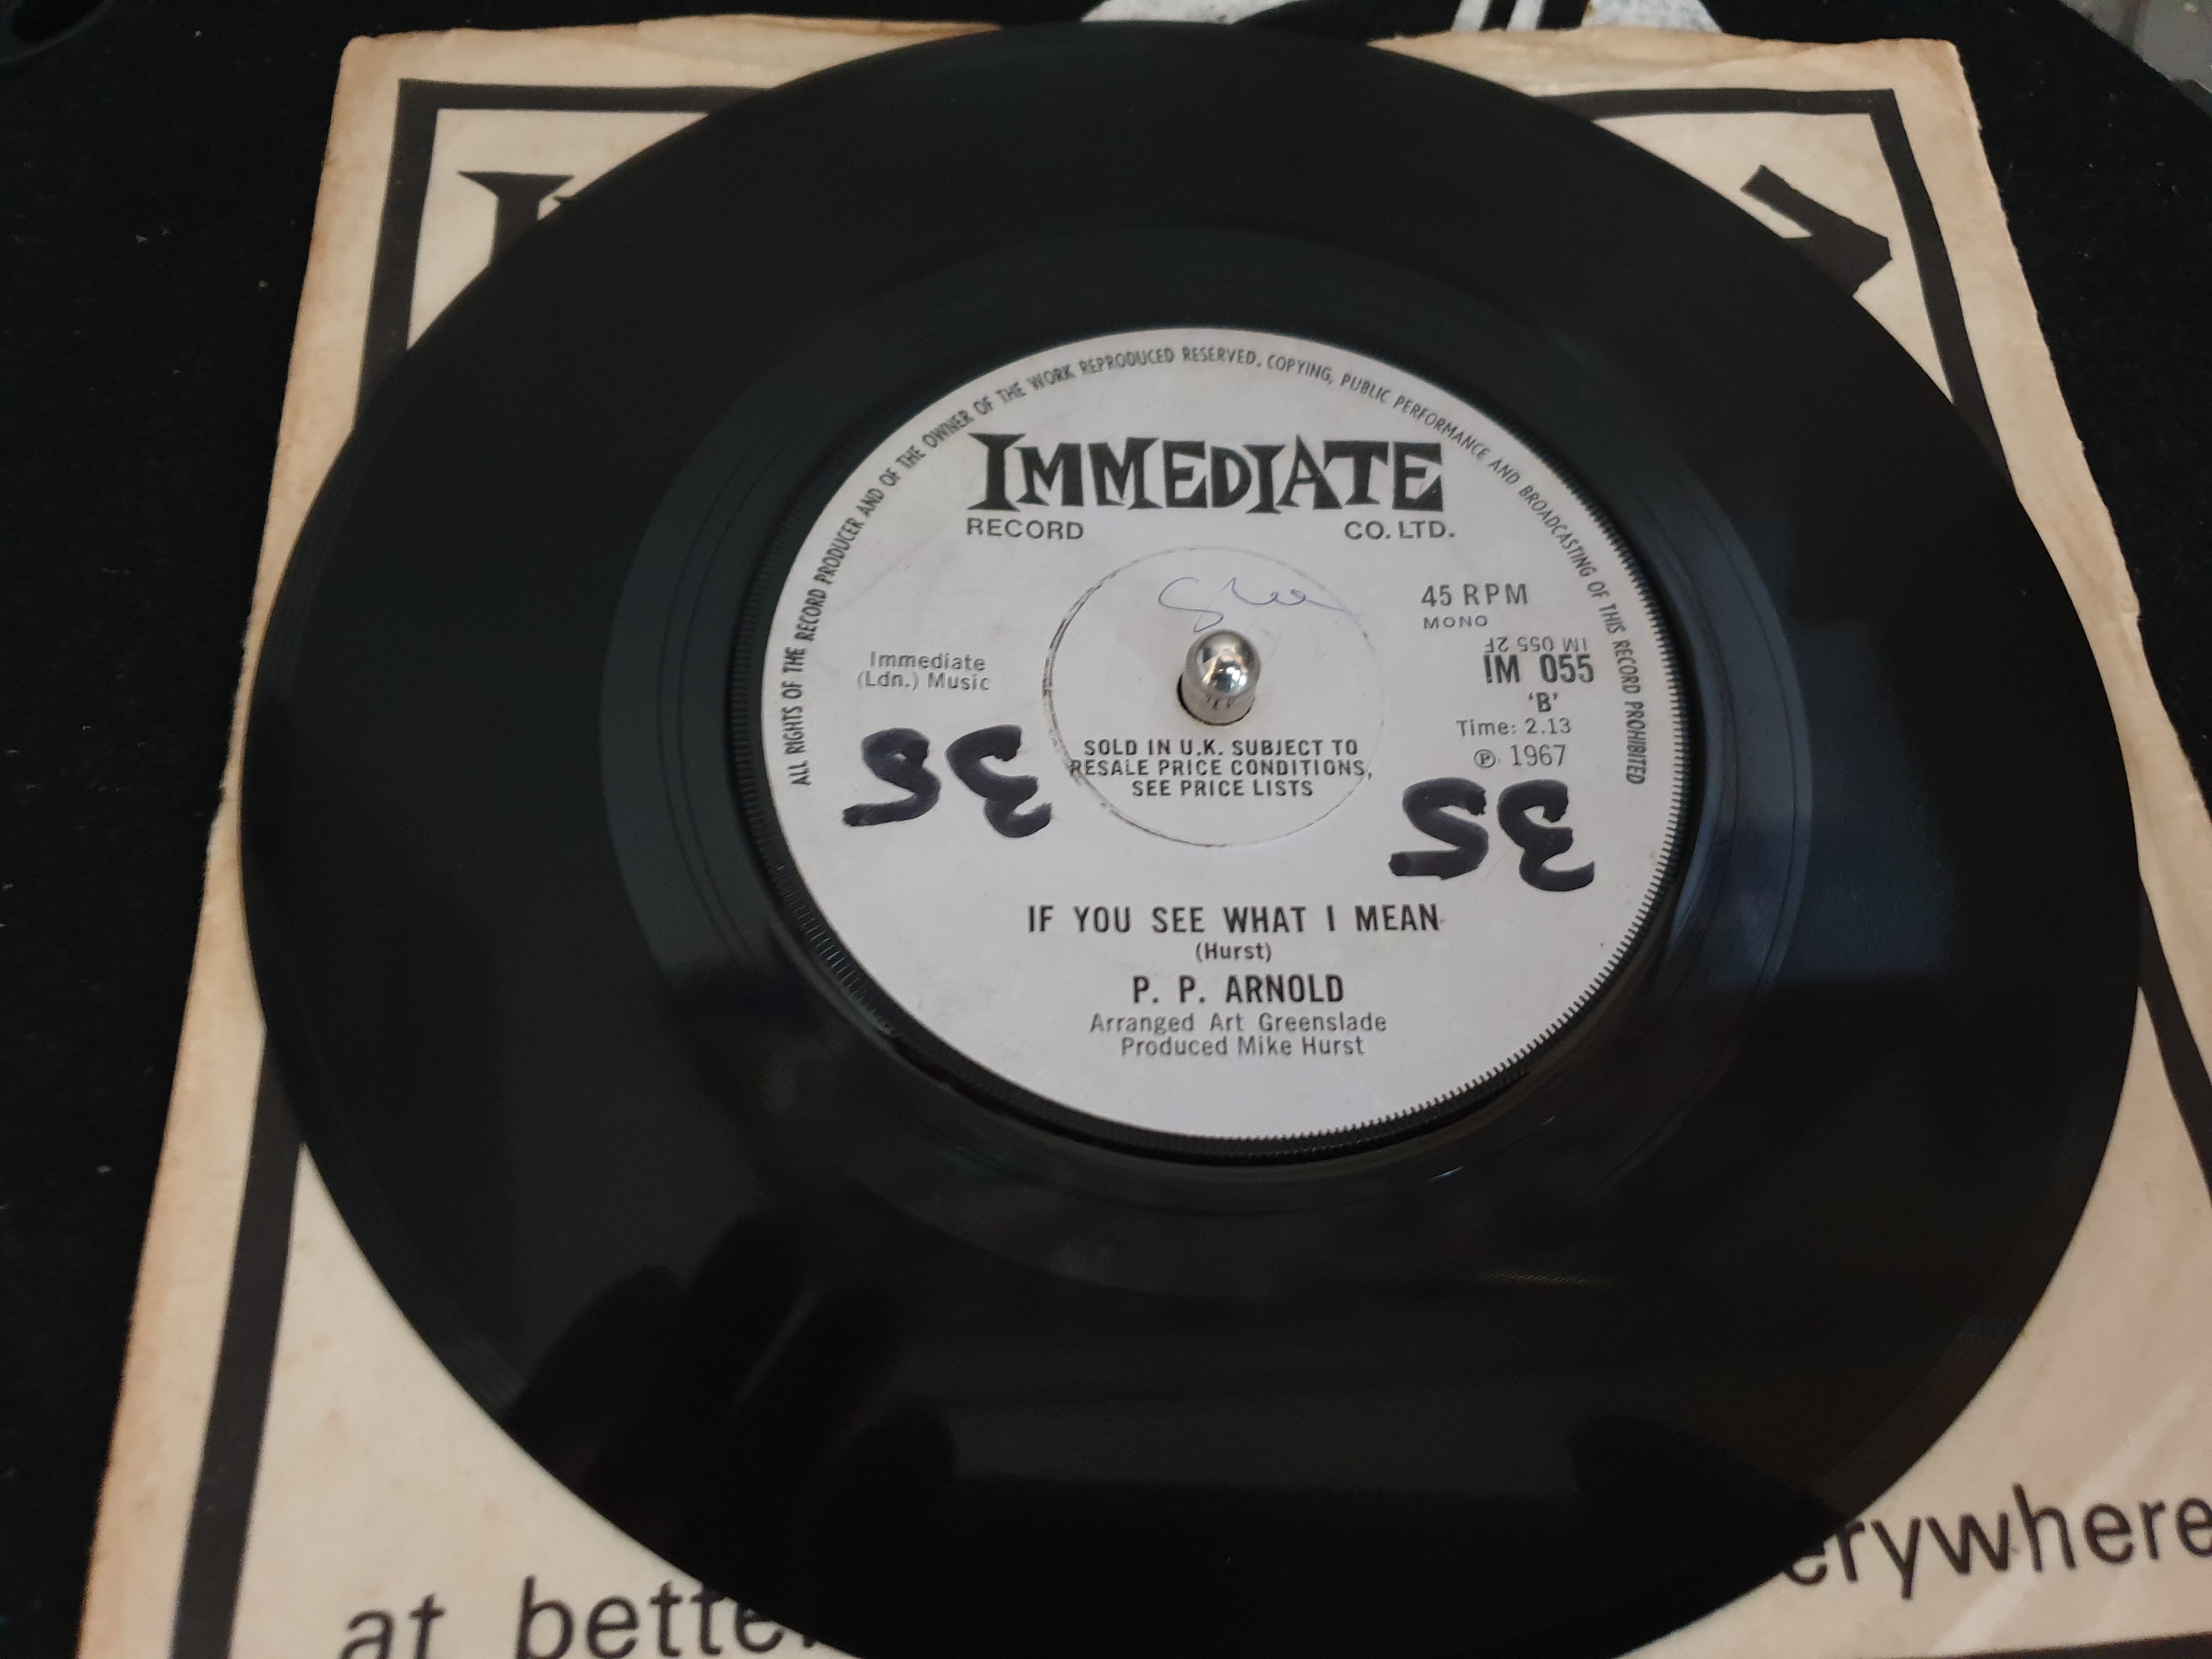 ALL RIGHTS OF THE RECORD PRODUCER AND OF THE OWNER OF THE WORK REPRODUCED RESERVED. COPYING, PUBLIC PERFORMANCE AND BROADCASTING OF THIS RECORD PROHIBITED
IMMEDIATE
RECORD CO. LTD.
45 RPM
MONO
IM 055 2F
IM 055
'B'
Time: 2.13
℗ 1967
Immediate
(Ldn.) Music
SOLD IN U.K. SUBJECT TO
RESALE PRICE CONDITIONS,
SEE PRICE LISTS
35 35
IF YOU SEE WHAT I MEAN
(Hurst)
P. P. ARNOLD
Arranged Art Greenslade
Produced Mike Hurst
at